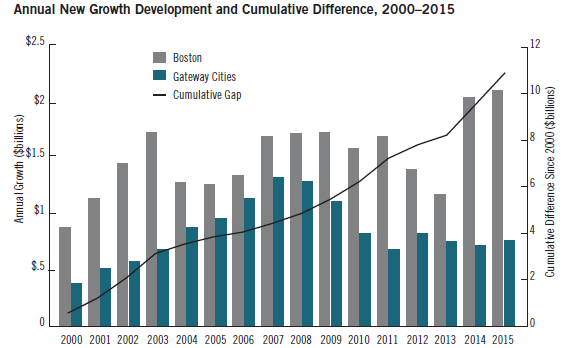 Annual New Growth Development and Cumulative Difference, 2000–2015
$2.5
$2
$1.5
$1
$.5
0
Annual Growth ($billions)
Boston
Gateway Cities
Cumulative Gap
12
10
8
6
4
2
0
Cumulative Difference Since 2000 ($billions)
2000 2001 2002 2003 2004 2005 2006 2007 2008 2009 2010 2011 2012 2013 2014 2015